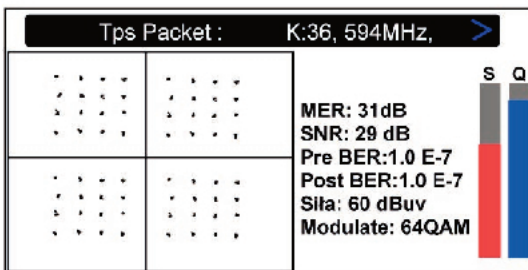 Tps Packet : K:36, 594MHz, >
S Q
MER: 31dB
SNR: 29 dB
Pre BER:1.0 E-7
Post BER:1.0 E-7
Siła: 60 dBuv
Modulate: 64QAM